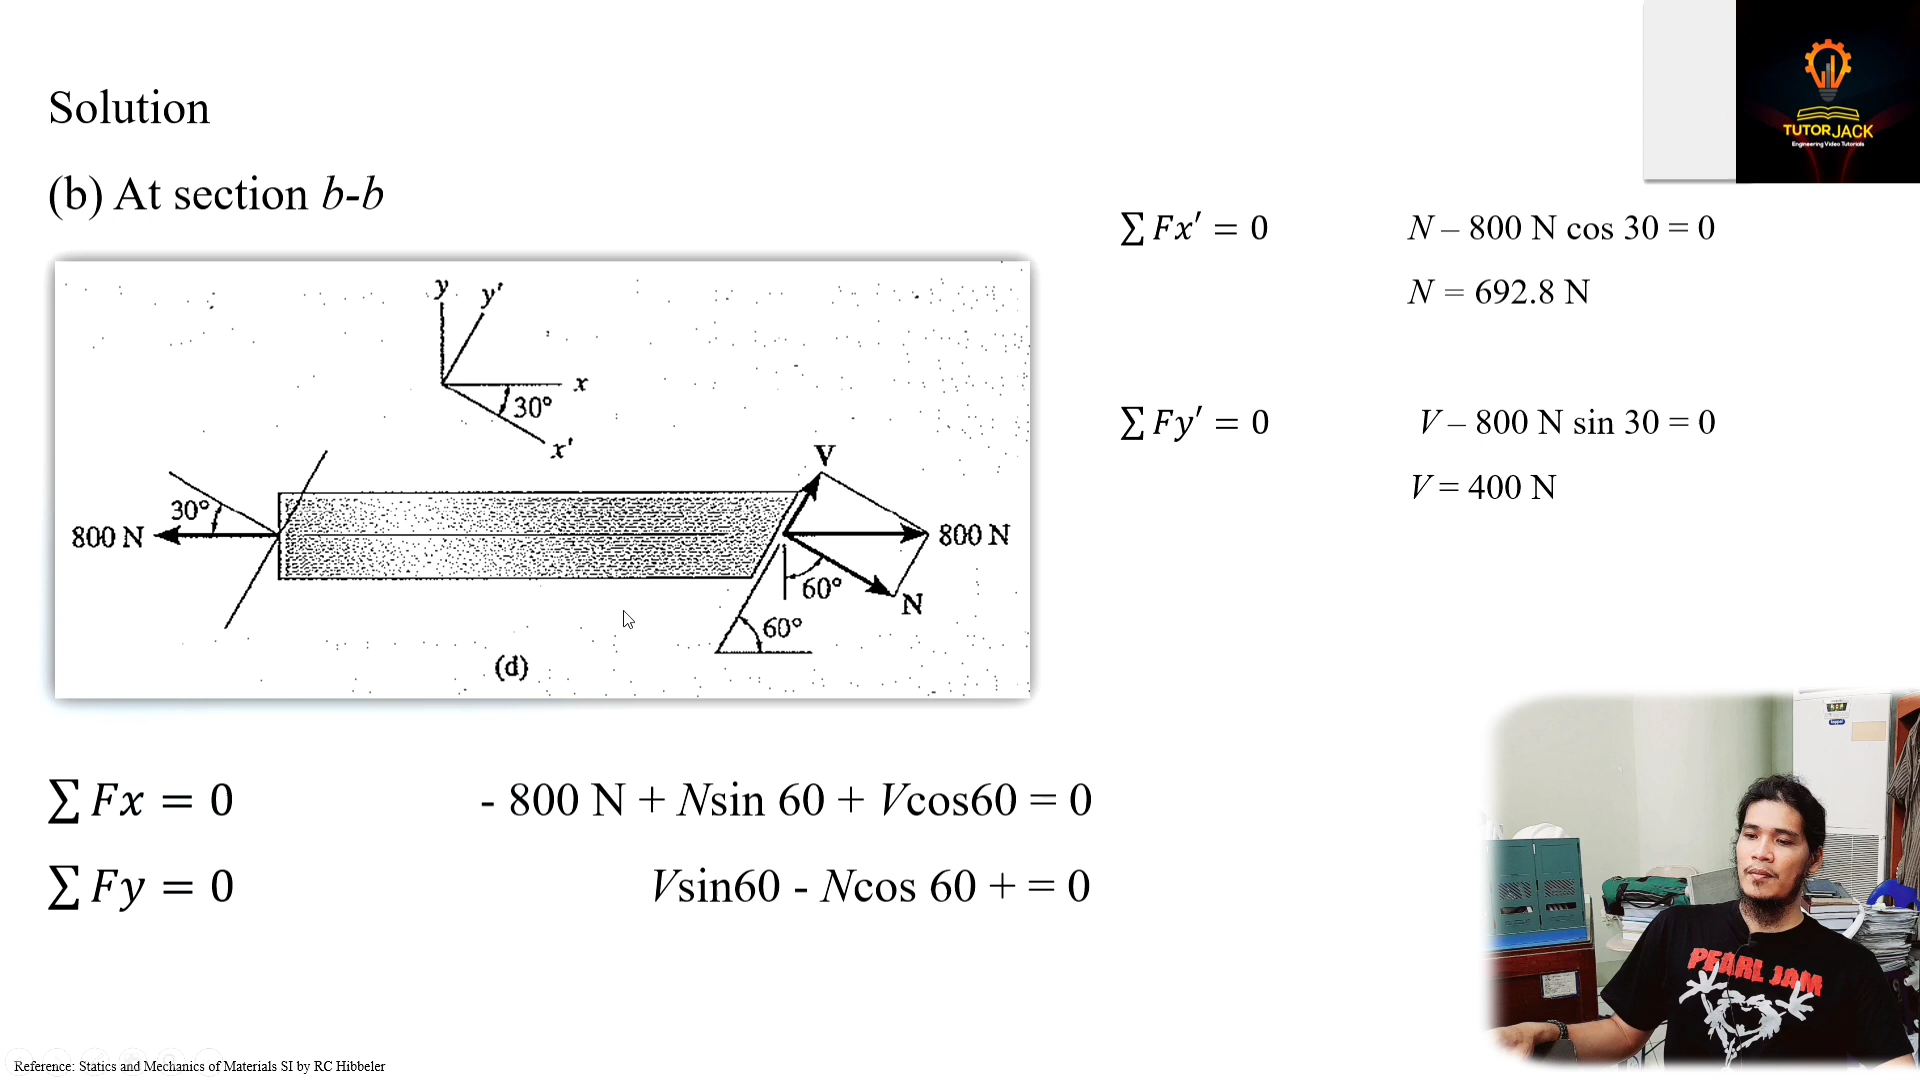 TUTORJACK
Engineering Video Tutorials
Solution
(b) At section b-b
y
y'
x
30°
x'
V
30°
800 N
800 N
60°
N
60°
(d)
∑ Fx′ = 0 N – 800 N cos 30 = 0
N = 692.8 N
∑ Fy′ = 0 V – 800 N sin 30 = 0
V = 400 N
∑ Fx = 0 - 800 N + Nsin 60 + Vcos60 = 0
∑ Fy = 0 Vsin60 - Ncos 60 + = 0
PEARL JAM
Reference: Statics and Mechanics of Materials SI by RC Hibbeler